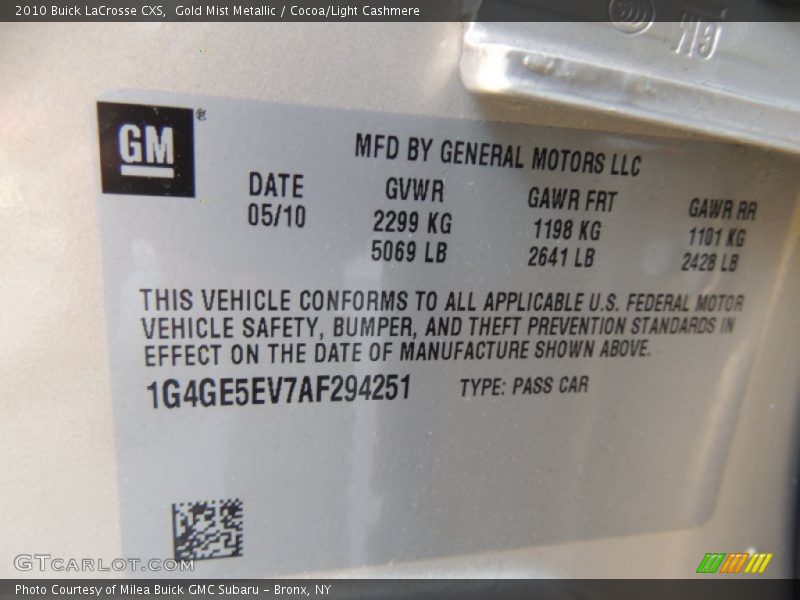 2010 Buick LaCrosse CXS,  Gold Mist Metallic / Cocoa/Light Cashmere
GM®
MFD BY GENERAL MOTORS LLC
DATE GVWR GAWR FRT GAWR RR
05/10 2299 KG 1198 KG 1101 KG
5069 LB 2641 LB 2428 LB
THIS VEHICLE CONFORMS TO ALL APPLICABLE U.S. FEDERAL MOTOR
VEHICLE SAFETY, BUMPER, AND THEFT PREVENTION STANDARDS IN
EFFECT ON THE DATE OF MANUFACTURE SHOWN ABOVE.
1G4GE5EV7AF294251 TYPE: PASS CAR
GTcarlot.com
Photo Courtesy of Milea Buick GMC Subaru – Bronx, NY